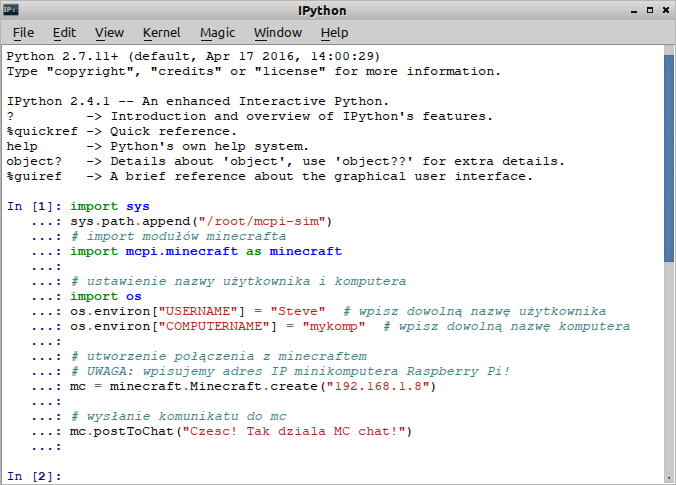 IPython
File Edit View Kernel Magic Window Help
Python 2.7.11+ (default, Apr 17 2016, 14:00:29)
Type "copyright", "credits" or "license" for more information.
IPython 2.4.1 -- An enhanced Interactive Python.
?         -> Introduction and overview of IPython's features.
%quickref -> Quick reference.
help      -> Python's own help system.
object?   -> Details about 'object', use 'object??' for extra details.
%guiref   -> A brief reference about the graphical user interface.
In [1]: import sys
   ...: sys.path.append("/root/mcpi-sim")
   ...: # import modułów minecrafta
   ...: import mcpi.minecraft as minecraft
   ...:
   ...: # ustawienie nazwy użytkownika i komputera
   ...: import os
   ...: os.environ["USERNAME"] = "Steve"  # wpisz dowolną nazwę użytkownika
   ...: os.environ["COMPUTERNAME"] = "mykomp"  # wpisz dowolną nazwę komputera
   ...:
   ...: # utworzenie połączenia z minecraftem
   ...: # UWAGA: wpisujemy adres IP minikomputera Raspberry Pi!
   ...: mc = minecraft.Minecraft.create("192.168.1.8")
   ...:
   ...: # wysłanie komunikatu do mc
   ...: mc.postToChat("Czesc! Tak dziala MC chat!")
   ...:
In [2]: